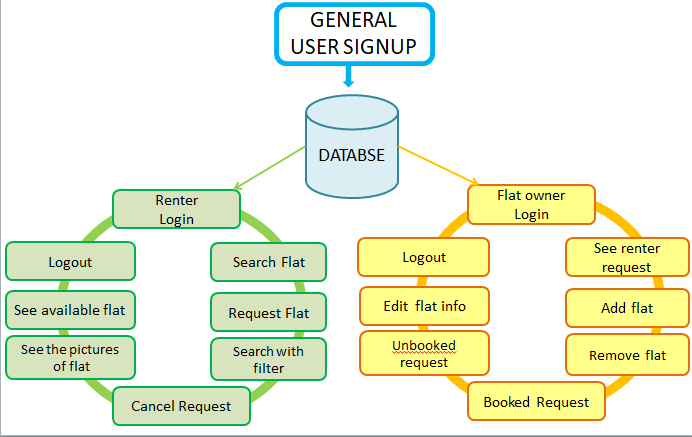 GENERAL
USER SIGNUP
DATABSE
Renter
Login
Logout
Search Flat
See available flat
Request Flat
See the pictures
of flat
Search with
filter
Cancel Request
Flat owner
Login
Logout
See renter
request
Edit flat info
Add flat
Unbooked
request
Remove flat
Booked Request